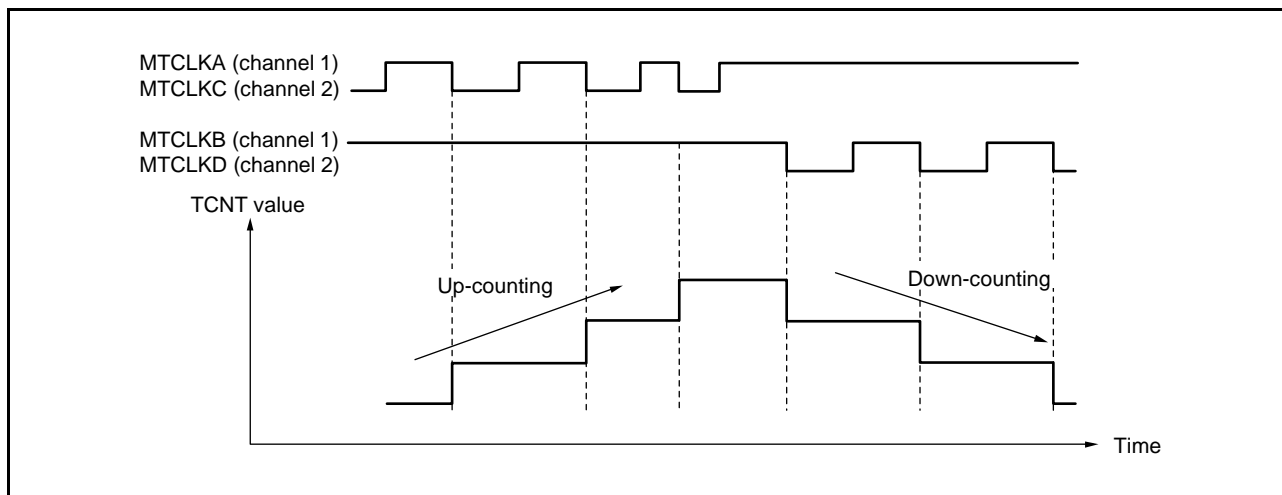 MTCLKA (channel 1)
MTCLKC (channel 2)
MTCLKB (channel 1)
MTCLKD (channel 2)
TCNT value
Up-counting
Down-counting
Time